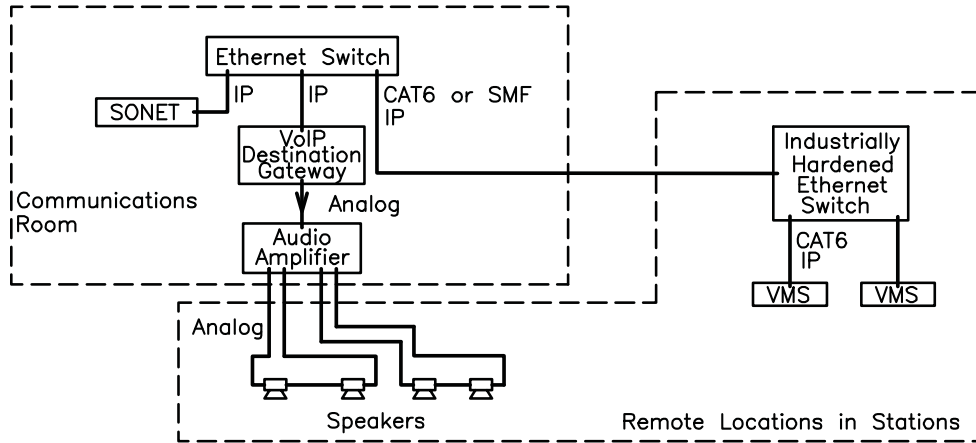 Ethernet Switch
IP
IP
CAT6 or SMF
IP
SONET
VoIP
Destination
Gateway
Industrially
Hardened
Ethernet
Switch
Communications
Room
Analog
Audio
Amplifier
CAT6
IP
VMS
VMS
Analog
Speakers
Remote Locations in Stations